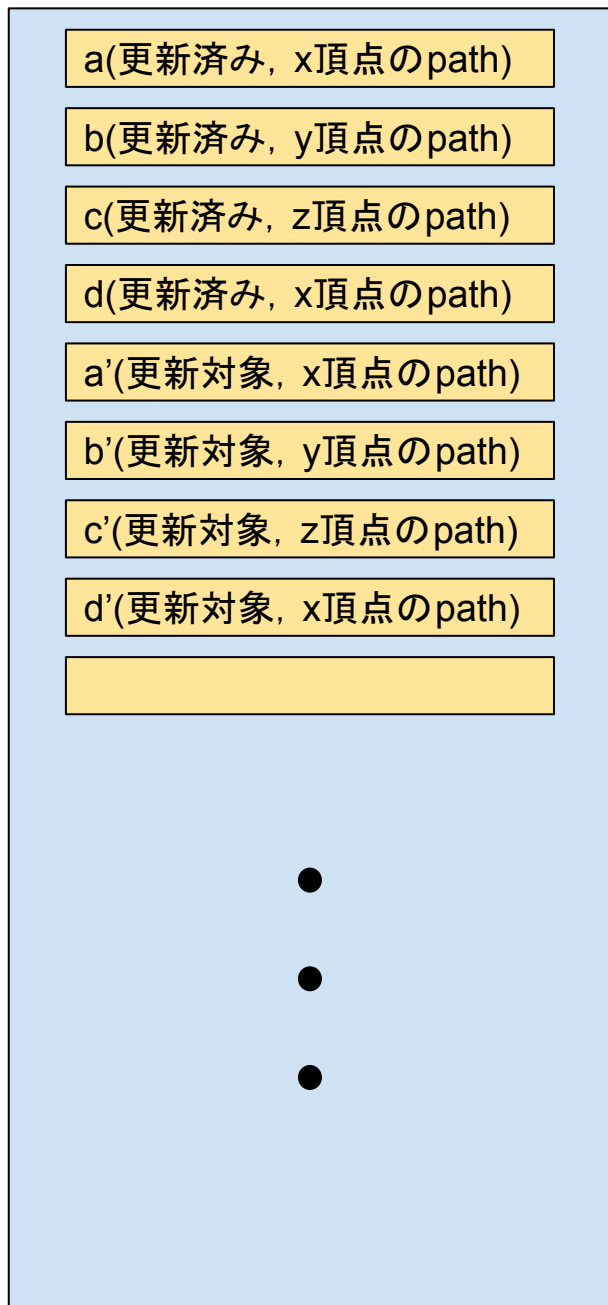 a(更新済み, x頂点のpath)
b(更新済み, y頂点のpath)
c(更新済み, z頂点のpath)
d(更新済み, x頂点のpath)
a’(更新対象, x頂点のpath)
b’(更新対象, y頂点のpath)
c’(更新対象, z頂点のpath)
d’(更新対象, x頂点のpath)